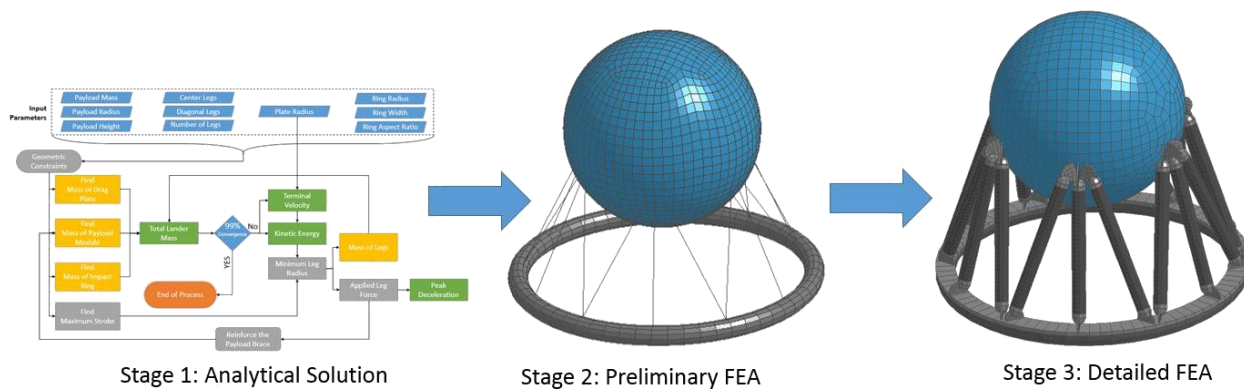 Input
Parameters
Payload Mass
Payload Radius
Payload Height
Center Legs
Diagonal Legs
Number of Legs
Plate Radius
Ring Radius
Ring Width
Ring Aspect Ratio
Geometric
Constraints
Find
Mass of Drag
Plate
Find
Mass of Payload
Module
Find
Mass of Impact
Ring
Find
Maximum Stroke
Total Lander
Mass
99%
Convergence
No
YES
End of Process
Terminal
Velocity
Kinetic Energy
Minimum Leg
Radius
Mass of Legs
Applied Leg
Force
Peak
Deceleration
Reinforce the
Payload Brace
Stage 1: Analytical Solution
Stage 2: Preliminary FEA
Stage 3: Detailed FEA